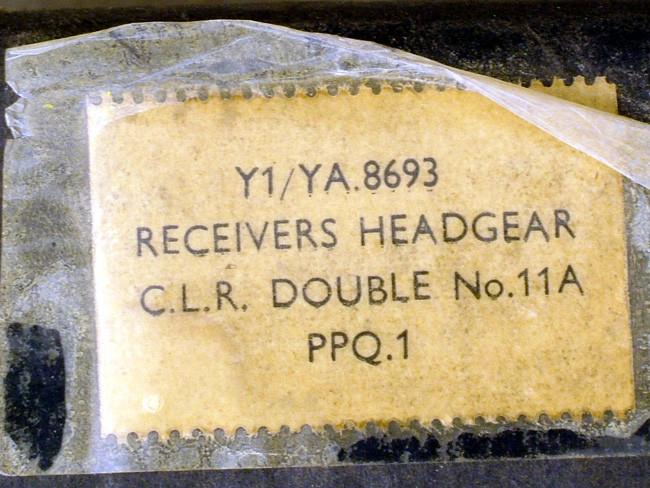 Y1/YA.8693
RECEIVERS HEADGEAR
C.L.R. DOUBLE No.11A
PPQ.1